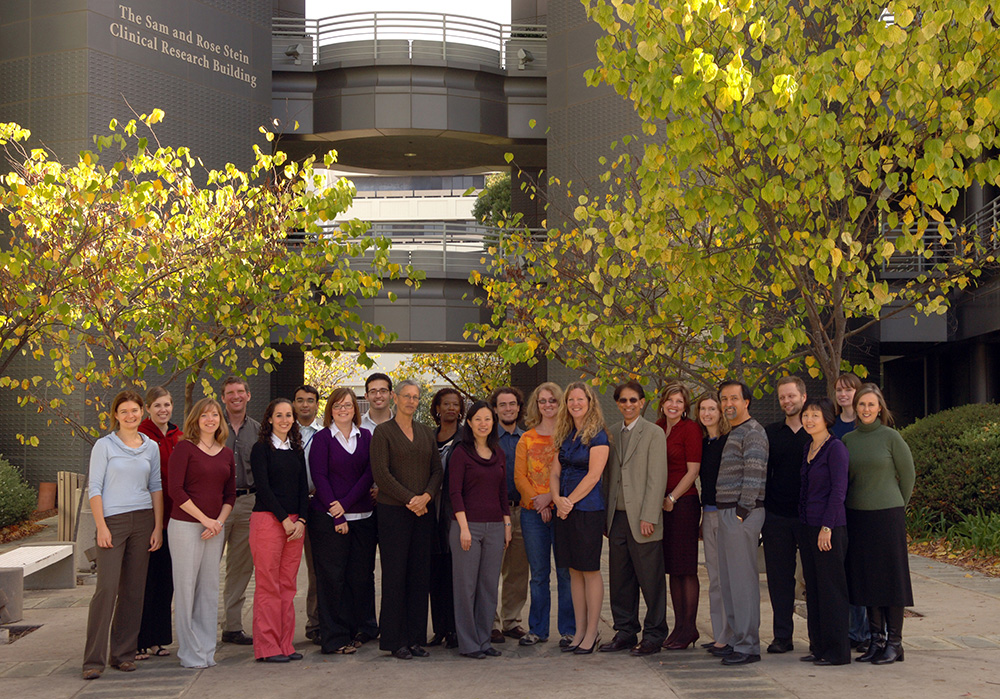 The Sam and Rose Stein
Clinical Research Building